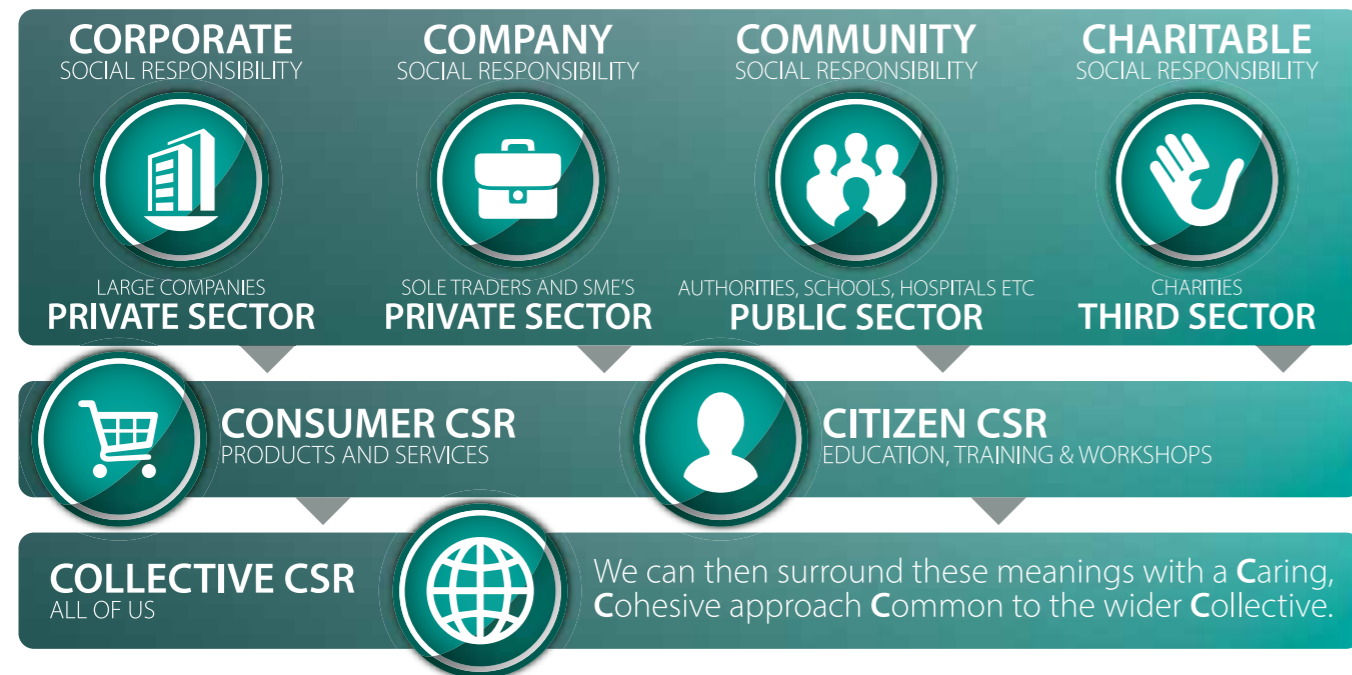 CORPORATE
SOCIAL RESPONSIBILITY
LARGE COMPANIES
PRIVATE SECTOR
COMPANY
SOCIAL RESPONSIBILITY
SOLE TRADERS AND SME'S
PRIVATE SECTOR
COMMUNITY
SOCIAL RESPONSIBILITY
AUTHORITIES, SCHOOLS, HOSPITALS ETC
PUBLIC SECTOR
CHARITABLE
SOCIAL RESPONSIBILITY
CHARITIES
THIRD SECTOR
CONSUMER CSR
PRODUCTS AND SERVICES
CITIZEN CSR
EDUCATION, TRAINING & WORKSHOPS
COLLECTIVE CSR
ALL OF US
We can then surround these meanings with a Caring,
Cohesive approach Common to the wider Collective.